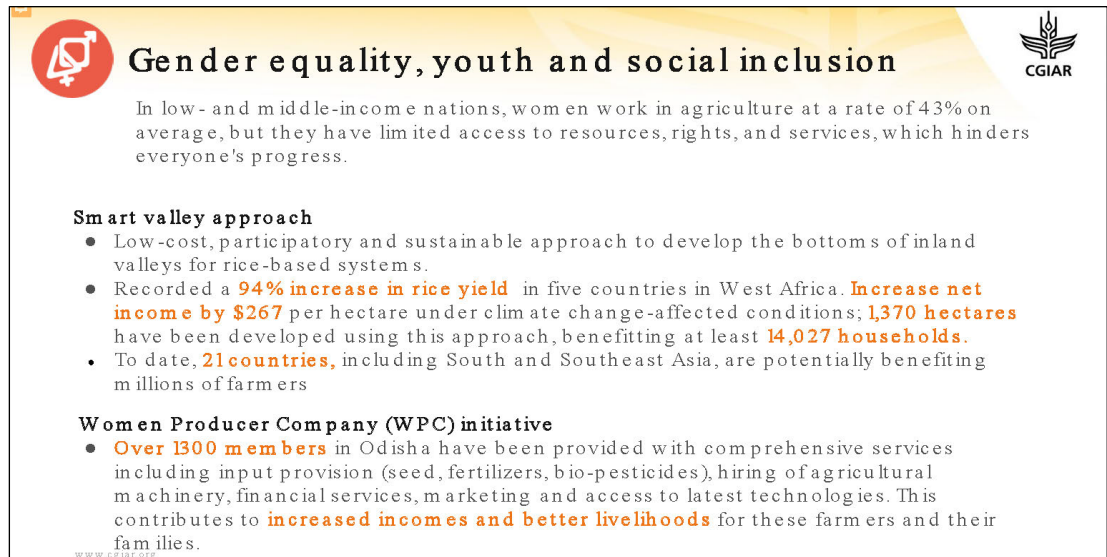 Gender equality, youth and social inclusion
CGIAR
In low- and middle-income nations, women work in agriculture at a rate of 43% on
average, but they have limited access to resources, rights, and services, which hinders
everyone's progress.
Smart valley approach
● Low-cost, participatory and sustainable approach to develop the bottoms of inland
valleys for rice-based systems.
● Recorded a 94% increase in rice yield in five countries in West Africa. Increase net
income by $267 per hectare under climate change-affected conditions; 1,370 hectares
have been developed using this approach, benefitting at least 14,027 households.
• To date, 21 countries, including South and Southeast Asia, are potentially benefiting
millions of farmers
Women Producer Company (WPC) initiative
● Over 1300 members in Odisha have been provided with comprehensive services
including input provision (seed, fertilizers, bio-pesticides), hiring of agricultural
machinery, financial services, marketing and access to latest technologies. This
contributes to increased incomes and better livelihoods for these farmers and their
families.
www.cgiar.org